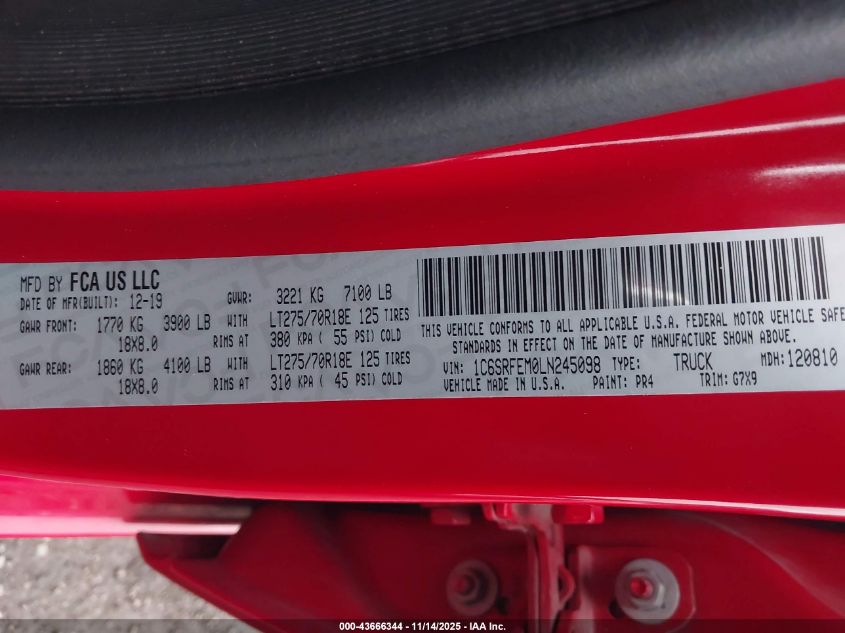 MFD BY FCA US LLC
DATE OF MFR(BUILT): 12-19 GVWR: 3221 KG 7100 LB
GAWR FRONT: 1770 KG 3900 LB WITH LT275/70R18E 125 TIRES
18X8.0 RIMS AT 380 KPA ( 55 PSI) COLD
GAWR REAR: 1860 KG 4100 LB WITH LT275/70R18E 125 TIRES
18X8.0 RIMS AT 310 KPA ( 45 PSI) COLD
THIS VEHICLE CONFORMS TO ALL APPLICABLE U.S.A. FEDERAL MOTOR VEHICLE SAFE
STANDARDS IN EFFECT ON THE DATE OF MANUFACTURE SHOWN ABOVE.
VIN: 1C6SRFEM0LN245098 TYPE: TRUCK MDH:120810
VEHICLE MADE IN U.S.A. PAINT: PR4 TRIM: G7X9
000-43666344 - 11/14/2025 - IAA Inc.